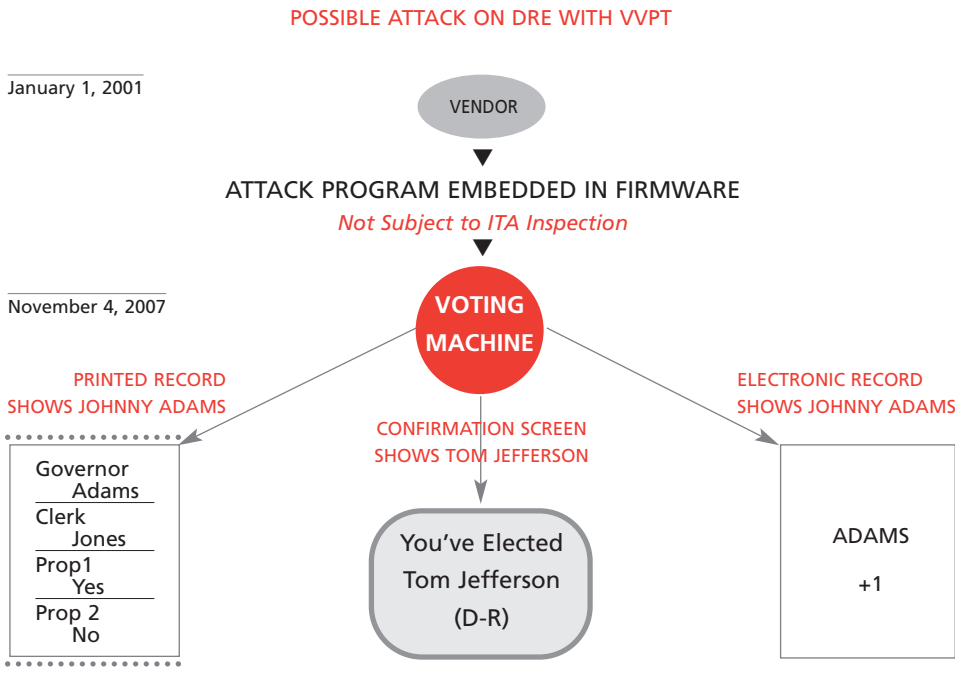 POSSIBLE ATTACK ON DRE WITH VVPT
January 1, 2001
VENDOR
ATTACK PROGRAM EMBEDDED IN FIRMWARE
Not Subject to ITA Inspection
November 4, 2007
VOTING
MACHINE
PRINTED RECORD
SHOWS JOHNNY ADAMS
Governor
Adams
Clerk
Jones
Prop1
Yes
Prop 2
No
CONFIRMATION SCREEN
SHOWS TOM JEFFERSON
You've Elected
Tom Jefferson
(D-R)
ELECTRONIC RECORD
SHOWS JOHNNY ADAMS
ADAMS
+1